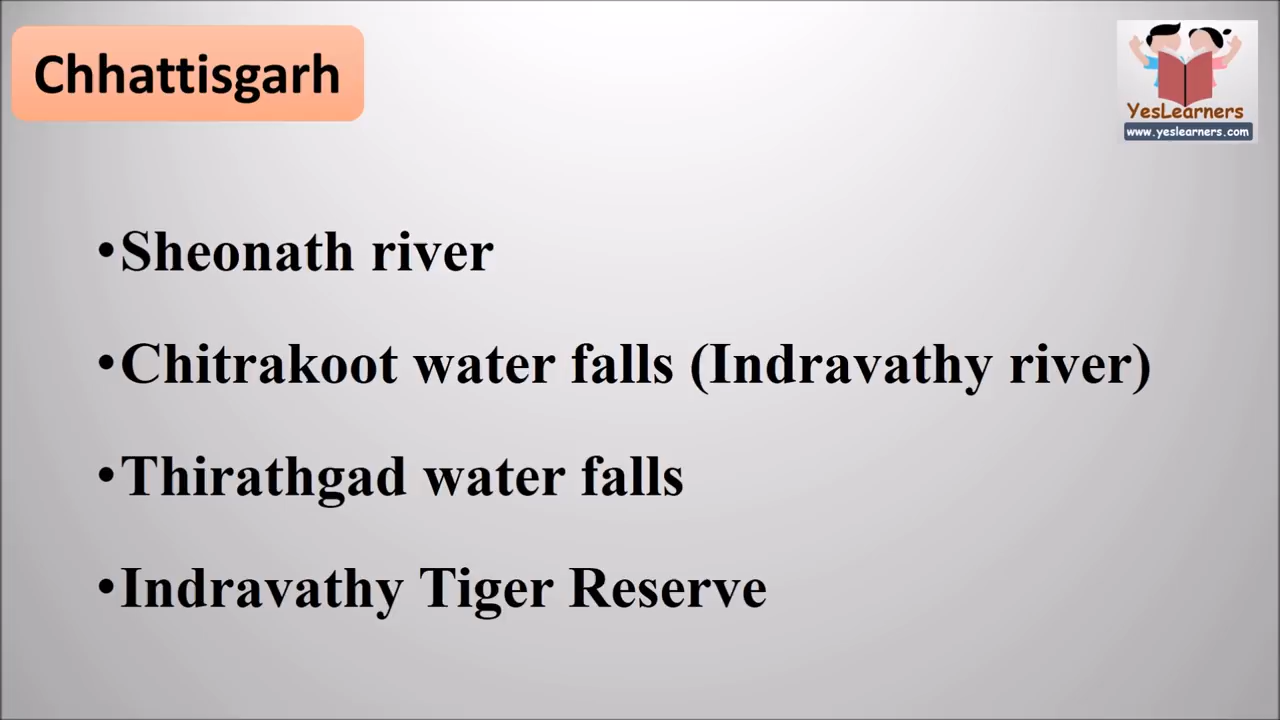 Chhattisgarh
YesLearners
www.yeslearners.com
•Sheonath river
•Chitrakoot water falls (Indravathy river)
•Thirathgad water falls
•Indravathy Tiger Reserve